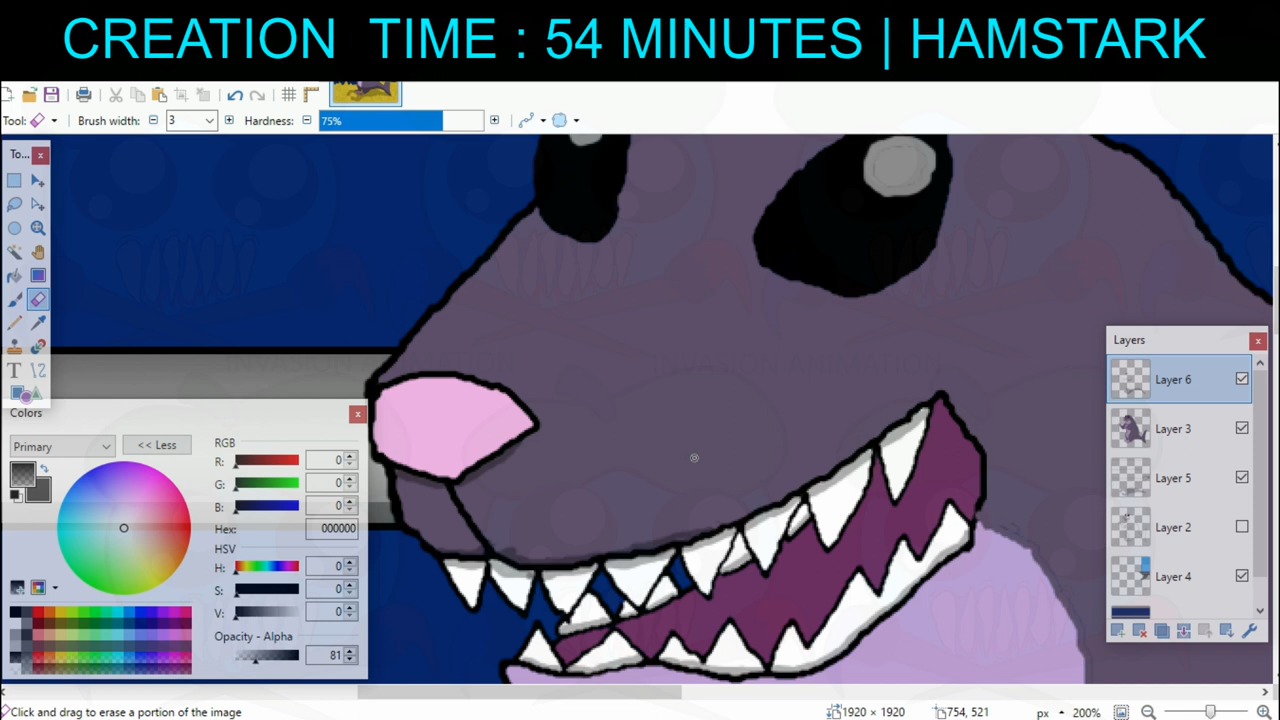 CREATION TIME : 54 MINUTES | HAMSTARK
Tool: Brush width: 3 Hardness: 75%
To...
INVASION ANIMATION
Layers
Layer 6
Layer 3
Layer 5
Layer 2
Layer 4
Colors
Primary
<< Less
RGB
R: 0
G: 0
B: 0
Hex: 000000
HSV
H: 0
S: 0
V: 0
Opacity - Alpha
81
Click and drag to erase a portion of the image
1920 × 1920
754, 521
px
200%